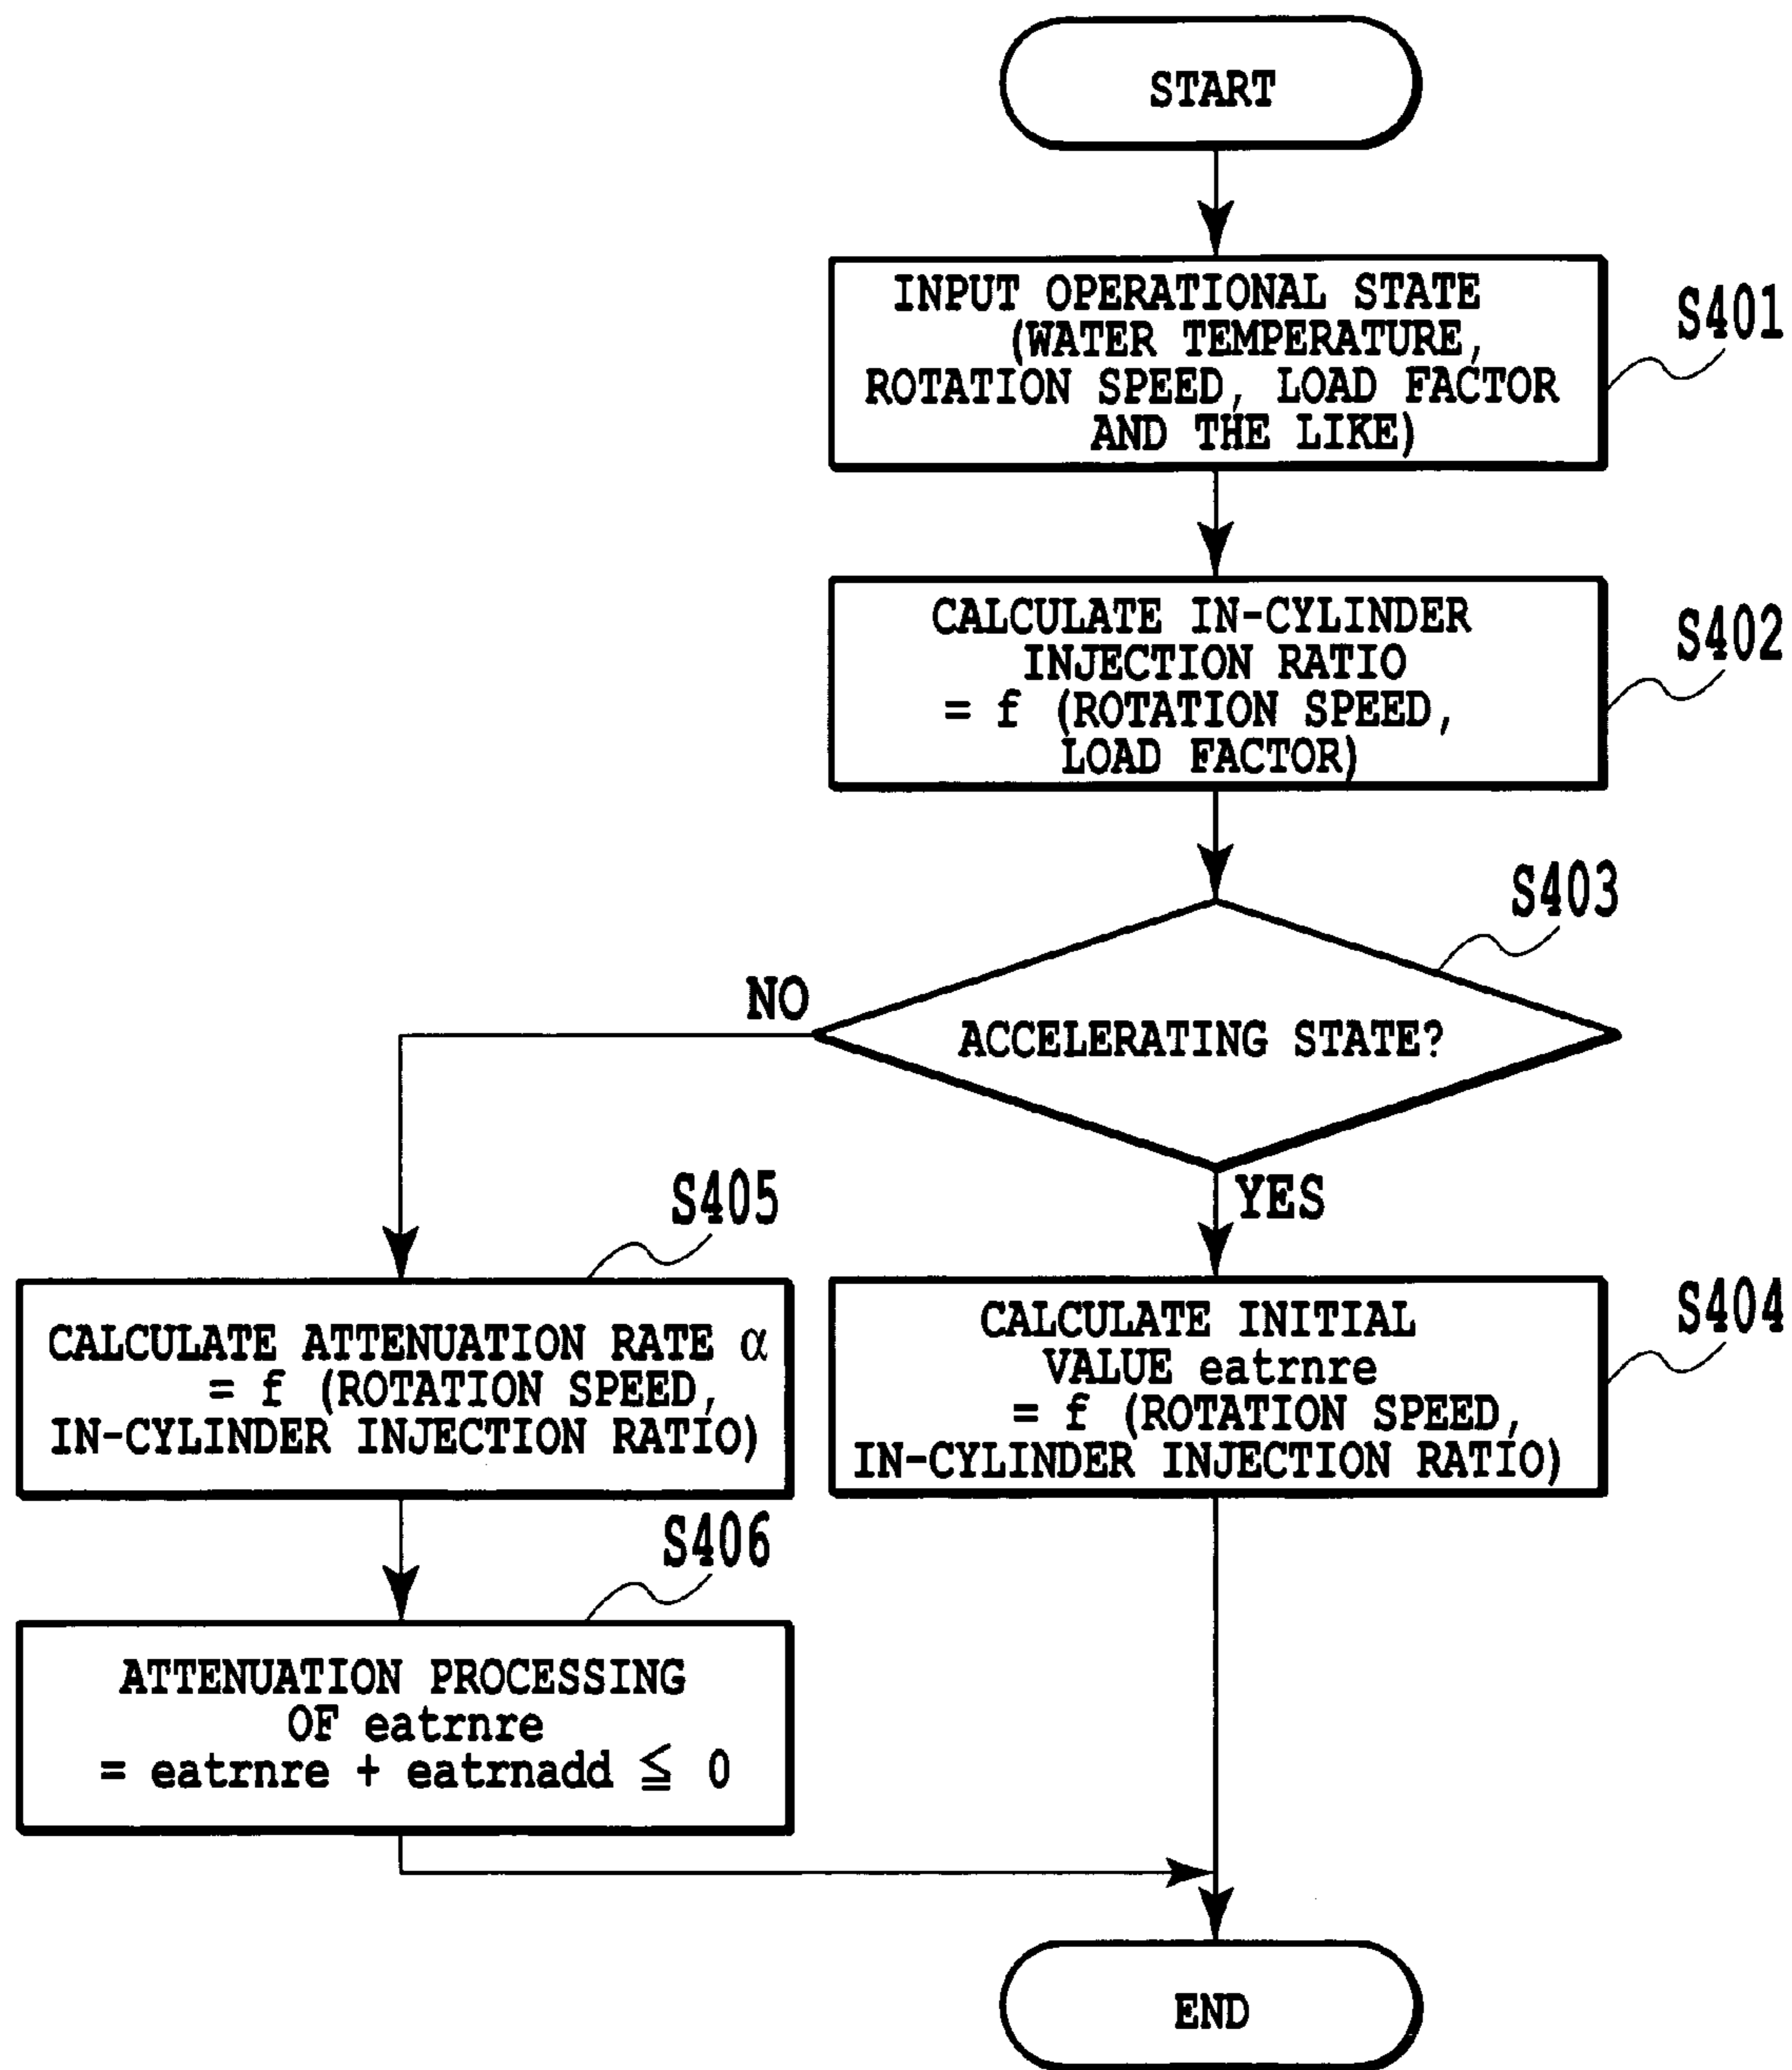 START
INPUT OPERATIONAL STATE
(WATER TEMPERATURE,
ROTATION SPEED, LOAD FACTOR
AND THE LIKE)
S401
CALCULATE IN-CYLINDER
INJECTION RATIO
= f (ROTATION SPEED,
LOAD FACTOR)
S402
S403
ACCELERATING STATE?
NO
YES
S405
CALCULATE ATTENUATION RATE α
= f (ROTATION SPEED,
IN-CYLINDER INJECTION RATIO)
S404
CALCULATE INITIAL
VALUE eatrnre
= f (ROTATION SPEED,
IN-CYLINDER INJECTION RATIO)
S406
ATTENUATION PROCESSING
OF eatrnre
= eatrnre + eatrnadd ≦ 0
END